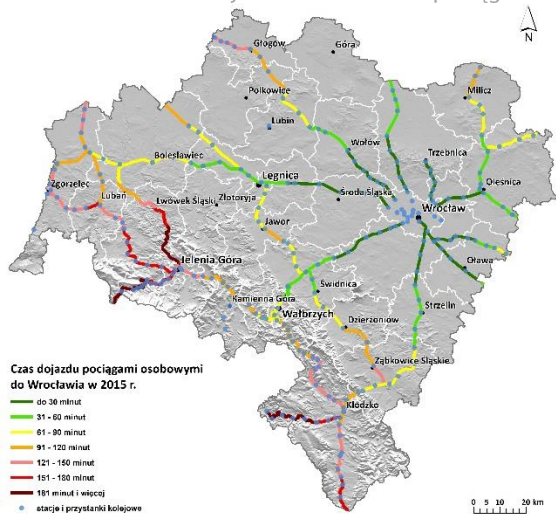 N
Głogów
Góra
Polkowice
Milicz
Lubin
Wołów
Trzebnica
Bolesławiec
Legnica
Oleśnica
Środa Śląska
Zgorzelec
Lubań
Lwówek Śląski
Złotoryja
Wrocław
Jawor
Oława
Jelenia Góra
Świdnica
Kamienna Góra
Strzelin
Wałbrzych
Dzierżoniów
Ząbkowice Śląskie
Kłodzko
Czas dojazdu pociągami osobowymi
do Wrocławia w 2015 r.
do 30 minut
31 - 60 minut
61 - 90 minut
91 - 120 minut
121 - 150 minut
151 - 180 minut
181 minut i więcej
stacje i przystanki kolejowe
0 5 10 20 km